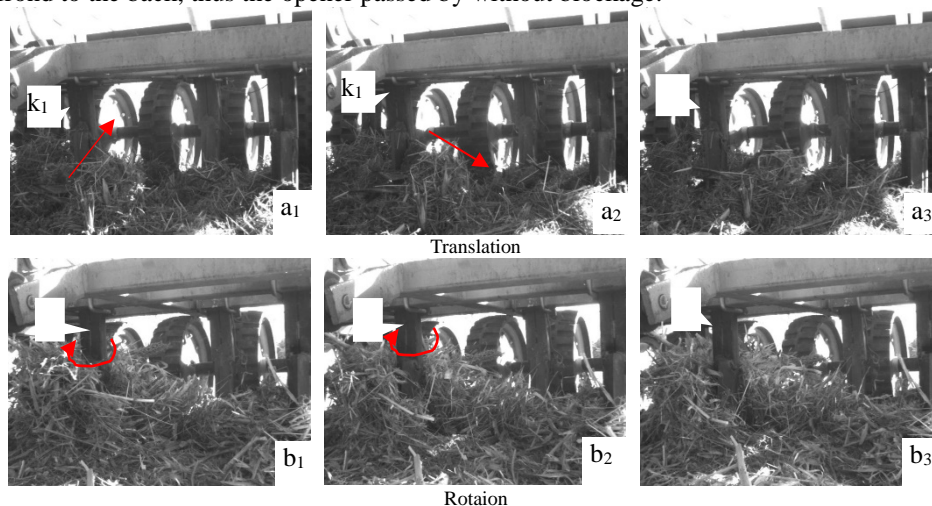 frond to the back, thus the opener passed by without blockage.
k1
k1
a1
a2
a3
Translation
b1
b2
b3
Rotaion